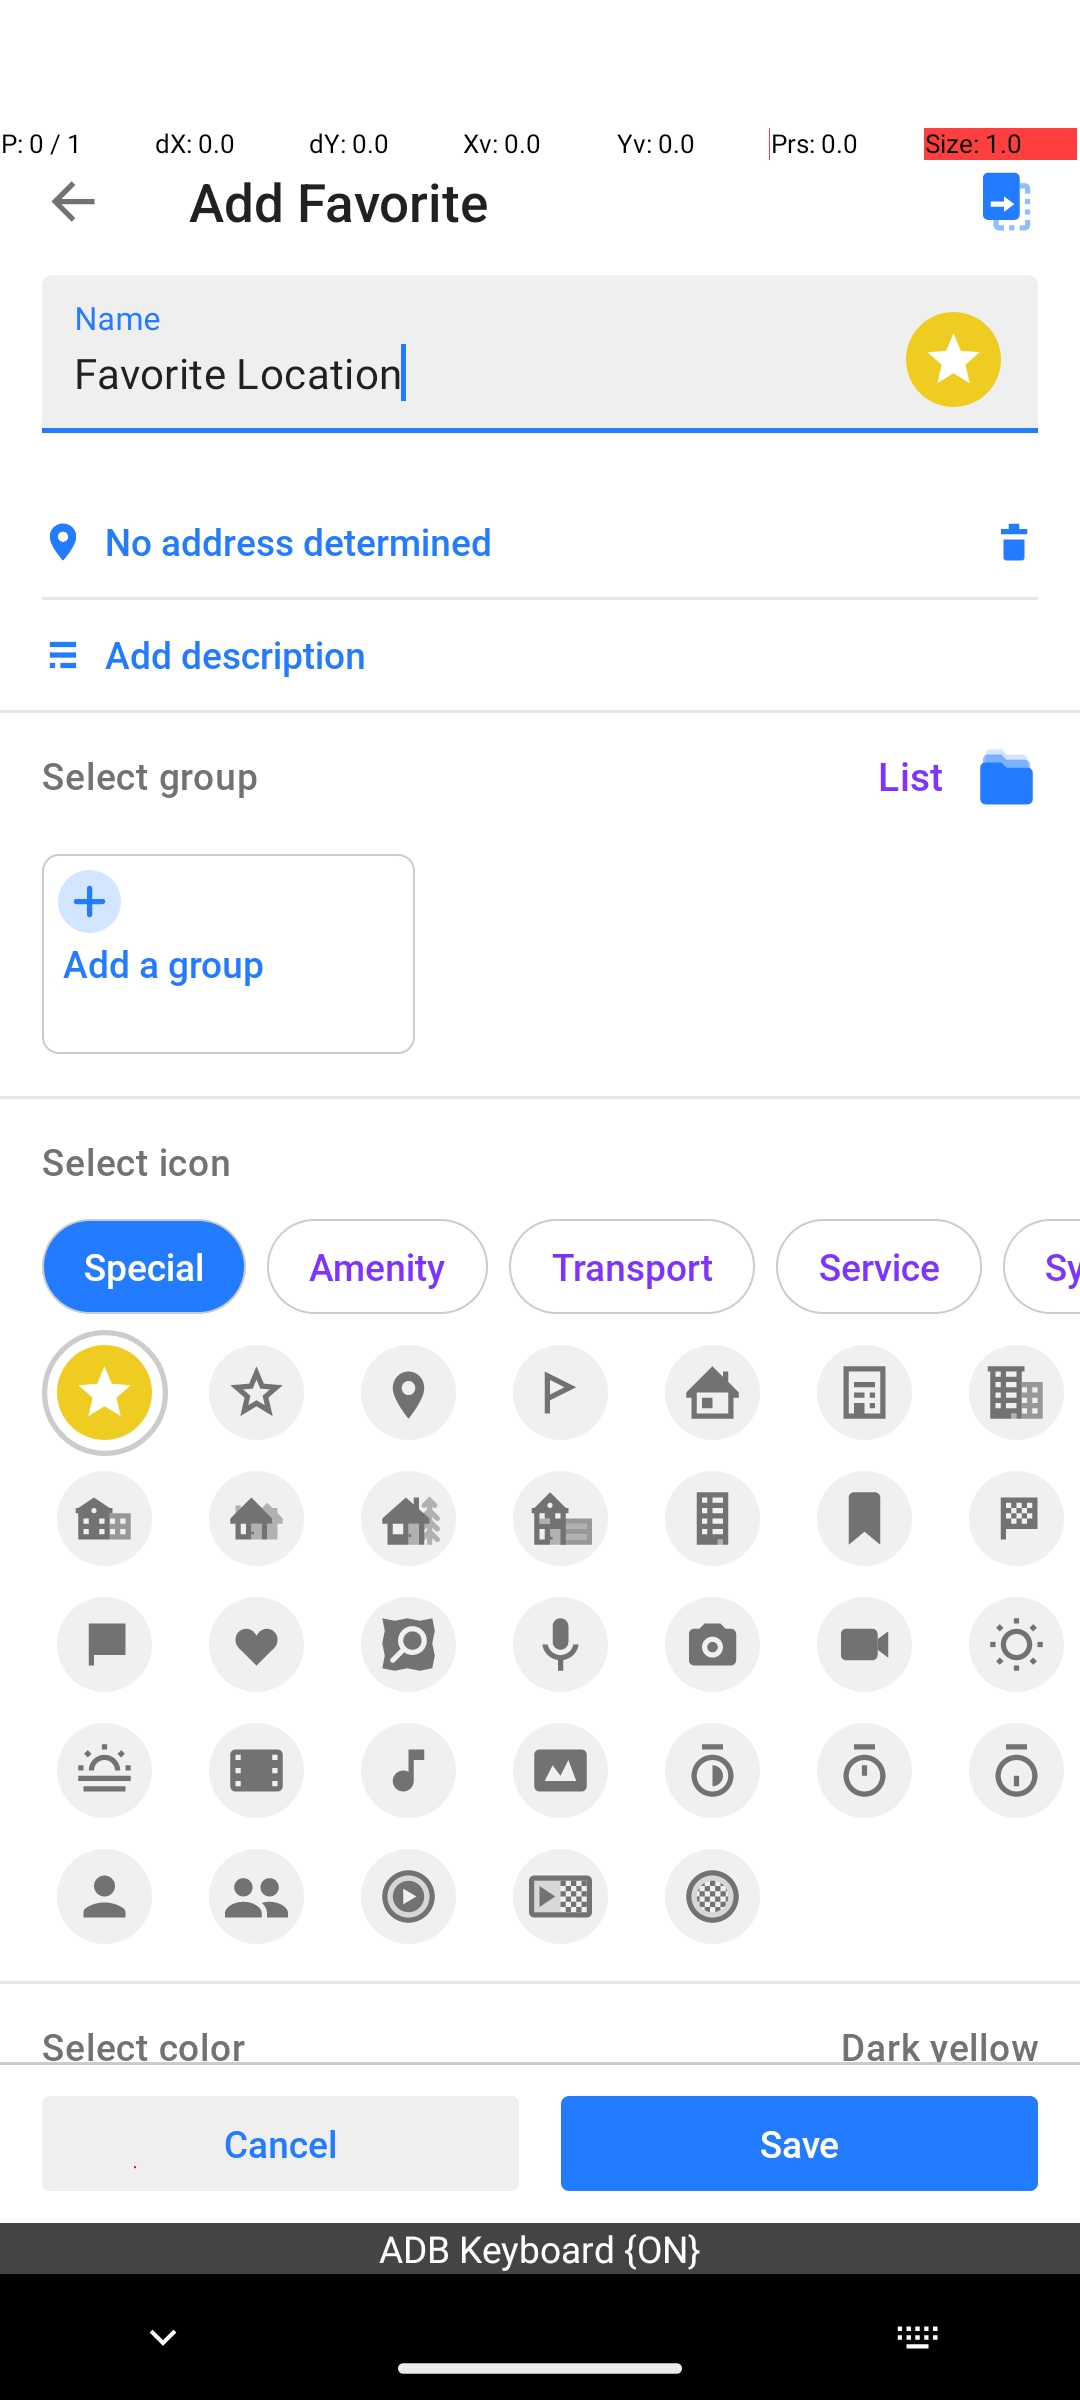 P: 0 / 1 dX: 0.0 dY: 0.0 Xv: 0.0 Yv: 0.0 Prs: 0.0 Size: 1.0
Add Favorite
Name
Favorite Location
No address determined
Add description
Select group List
Add a group
Select icon
Special Amenity Transport Service Sy
Select color Dark yellow
Cancel Save
ADB Keyboard {ON}